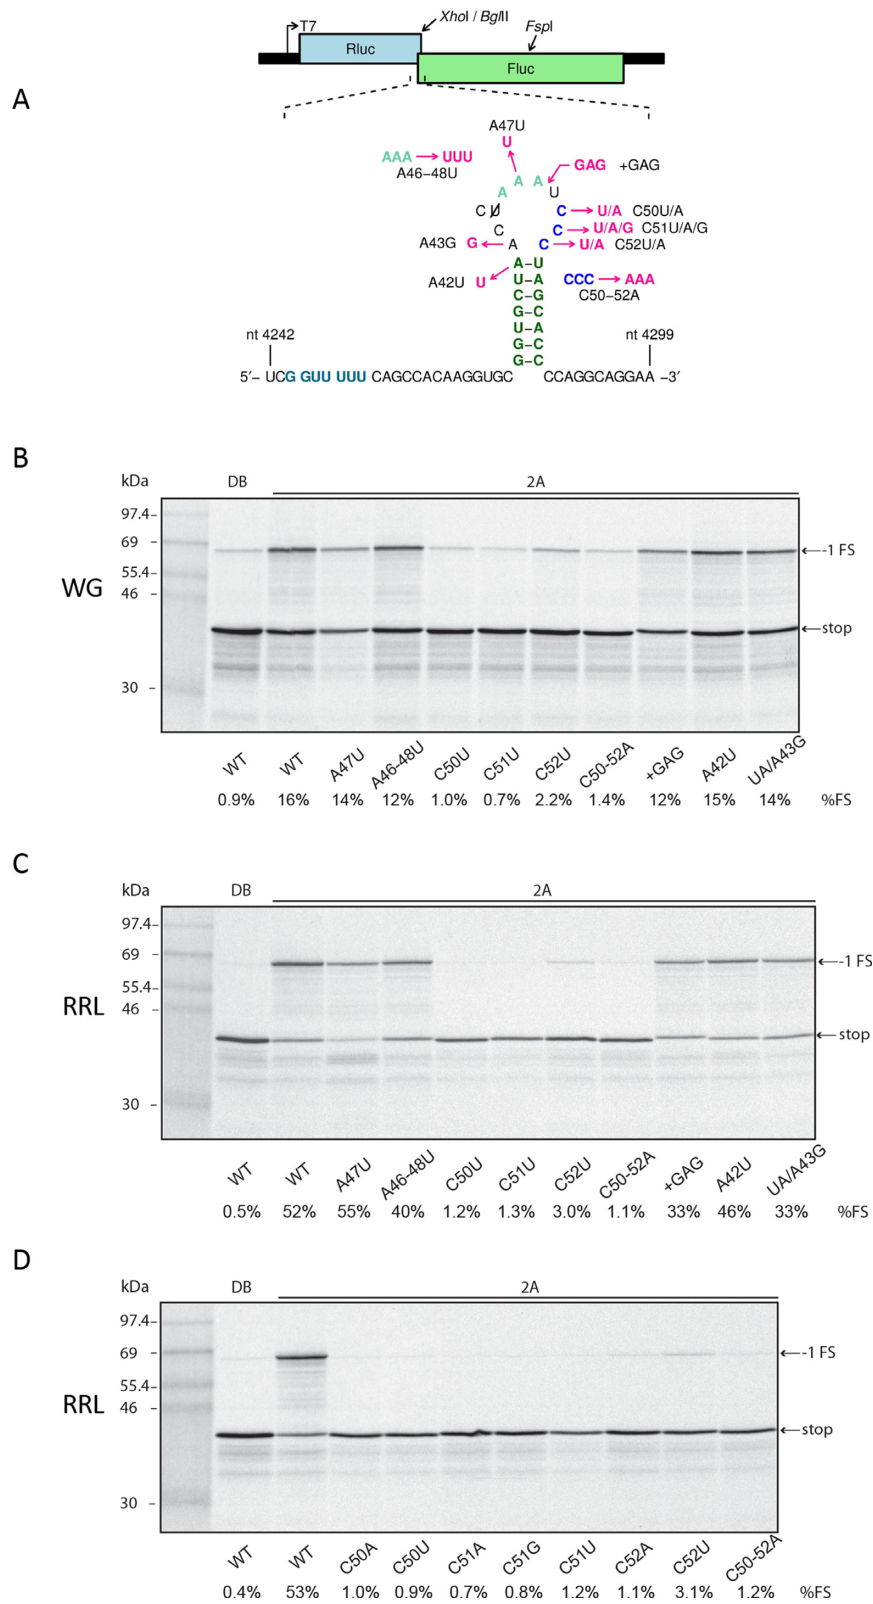 T7
XhoI / BglII
FspI
Rluc
Fluc
A
A47U
U
AAA → UUU
A46–48U
GAG +GAG
A A A U
C U
C → U/A C50U/A
C
C → U/A/G C51U/A/G
A43G G ← A
C → U/A C52U/A
A42U U
A–U
U–A
C–G
G–C
U–A
G–C
G–C
CCC → AAA
C50–52A
nt 4242
nt 4299
5′– UCG GUU UUU CAGCCACAAGGUGC CCCAGGCAGGAA –3′
B
kDa DB 2A
97.4–
69 –
55.4–
46 –
30 –
WG
←-1 FS
←stop
WT WT A47U A46-48U C50U C51U C52U C50-52A +GAG A42U UA/A43G
0.9% 16% 14% 12% 1.0% 0.7% 2.2% 1.4% 12% 15% 14% %FS
C
kDa DB 2A
97.4–
69 –
55.4–
46 –
30 –
RRL
←-1 FS
←stop
WT WT A47U A46-48U C50U C51U C52U C50-52A +GAG A42U UA/A43G
0.5% 52% 55% 40% 1.2% 1.3% 3.0% 1.1% 33% 46% 33% %FS
D
kDa DB 2A
97.4–
69 –
55.4–
46 –
30 –
RRL
←-1 FS
←stop
WT WT C50A C50U C51A C51G C51U C52A C52U C50-52A
0.4% 53% 1.0% 0.9% 0.7% 0.8% 1.2% 1.1% 3.1% 1.2% %FS